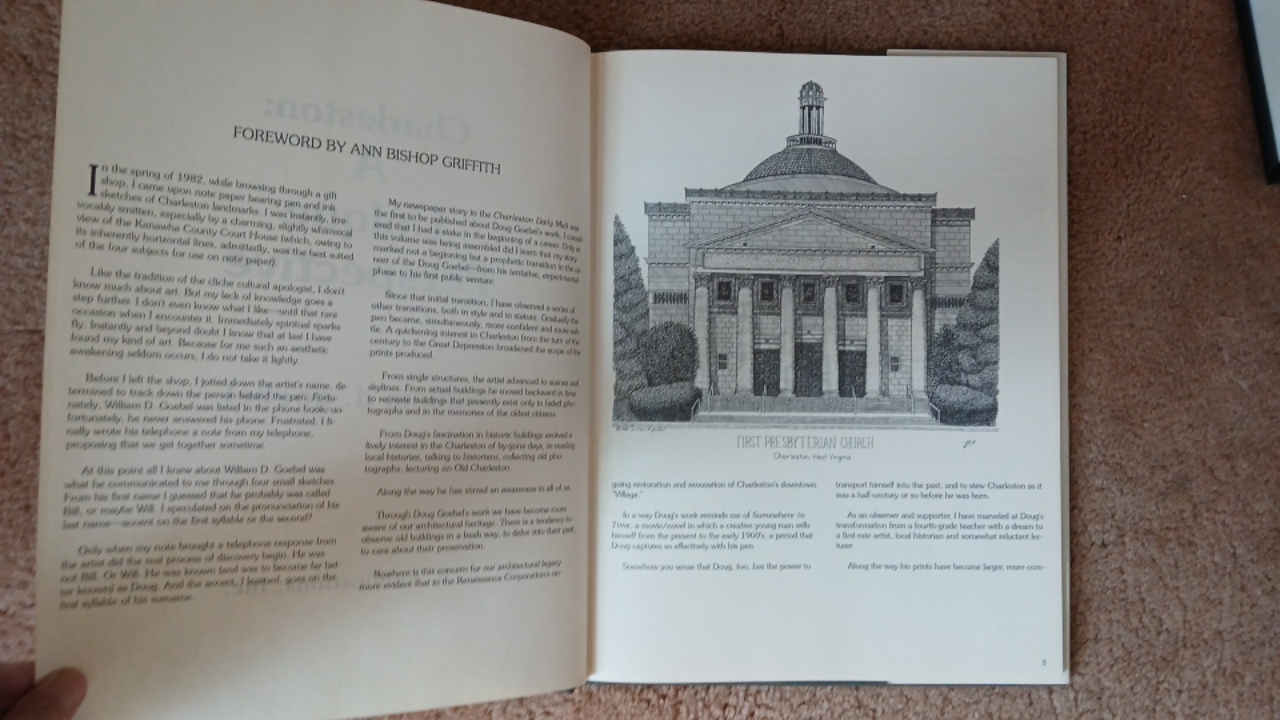 FOREWORD BY ANN BISHOP GRIFFITH
In the spring of 1982, while browsing through a gift
shop, I came upon note paper bearing pen and ink
sketches of Charleston landmarks. I was instantly, irre-
vocably smitten, especially by a charming, slightly whimsical
view of the Kanawha County Court House (which, owing to
its inherently horizontal lines, admittedly, was the best suited
of the four subjects for use on note paper).
Like the tradition of the cliche cultural apologist, I don't
know much about art. But my lack of knowledge goes a
step further. I don't even know what I like—until that rare
occasion when I encounter it. Immediately spiritual sparks
fly. Instantly and beyond doubt I know that at last I have
found my kind of art. Because for me such an aesthetic
awakening seldom occurs, I do not take it lightly.
Before I left the shop, I jotted down the artist's name, de-
termined to track down the person behind the pen. Fortu-
nately, William D. Goebel was listed in the phone book; un-
fortunately, he never answered his phone. Frustrated, I fi-
nally wrote his telephone a note from my telephone,
proposing that we get together sometime.
At this point all I knew about William D. Goebel was
what he communicated to me through four small sketches.
From his first name I guessed that he probably was called
Bill, or maybe Will. I speculated on the pronunciation of his
last name—accent on the first syllable or the second?
Only when my note brought a telephone response from
the artist did the real process of discovery begin. He was
not Bill. Or Will. He was known (and was to become far bet-
ter known) as Doug. And the accent, I learned, goes on the
first syllable of his surname.
My newspaper story in the Charleston Daily Mail was
the first to be published about Doug Goebel's work. I
ered that I had a stake in the beginning of a career. Only
this volume was being assembled did I learn that my story
marked not a beginning but a prophetic transition in the
reer of the Doug Goebel—from his tentative, experimental
phase to his first public venture.
Since that initial transition, I have observed a series of
other transitions, both in style and in stature. Gradually the
pen became, simultaneously, more confident and more
tle. A quickening interest in Charleston from the turn of the
century to the Great Depression broadened the scope of the
prints produced.
From single structures, the artist advanced to scenes and
skylines. From actual buildings he moved backward in time
to recreate buildings that presently exist only in faded pho-
tographs and in the memories of the oldest citizens.
From Doug's fascination in historic buildings evolved a
lively interest in the Charleston of by-gone days, to reading
local histories, talking to historians, collecting old pho-
tographs, lecturing on Old Charleston.
Along the way he has stirred an awareness in all of us.
Through Doug Goebel's work we have become more
aware of our architectural heritage. There is a tendency to
observe old buildings in a fresh way, to delve into their past,
to care about their preservation.
Nowhere is this concern for our architectural legacy
more evident that in the Renaissance Corporation's on-
FIRST PRESBYTERIAN CHURCH
Charleston, West Virginia
going restoration and renovation of Charleston's downtown
"Village."
In a way Doug's work reminds me of Somewhere in
Time, a movie/novel in which a creative young man wills
himself from the present to the early 1900's, a period that
Doug captures so effectively with his pen.
Somehow you sense that Doug, too, has the power to
transport himself into the past, and to view Charleston as it
was a half-century or so before he was born.
As an observer and supporter, I have marveled at Doug's
transformation from a fourth-grade teacher with a dream to
a first-rate artist, local historian and somewhat reluctant lec-
turer.
Along the way his prints have become larger, more com-
5